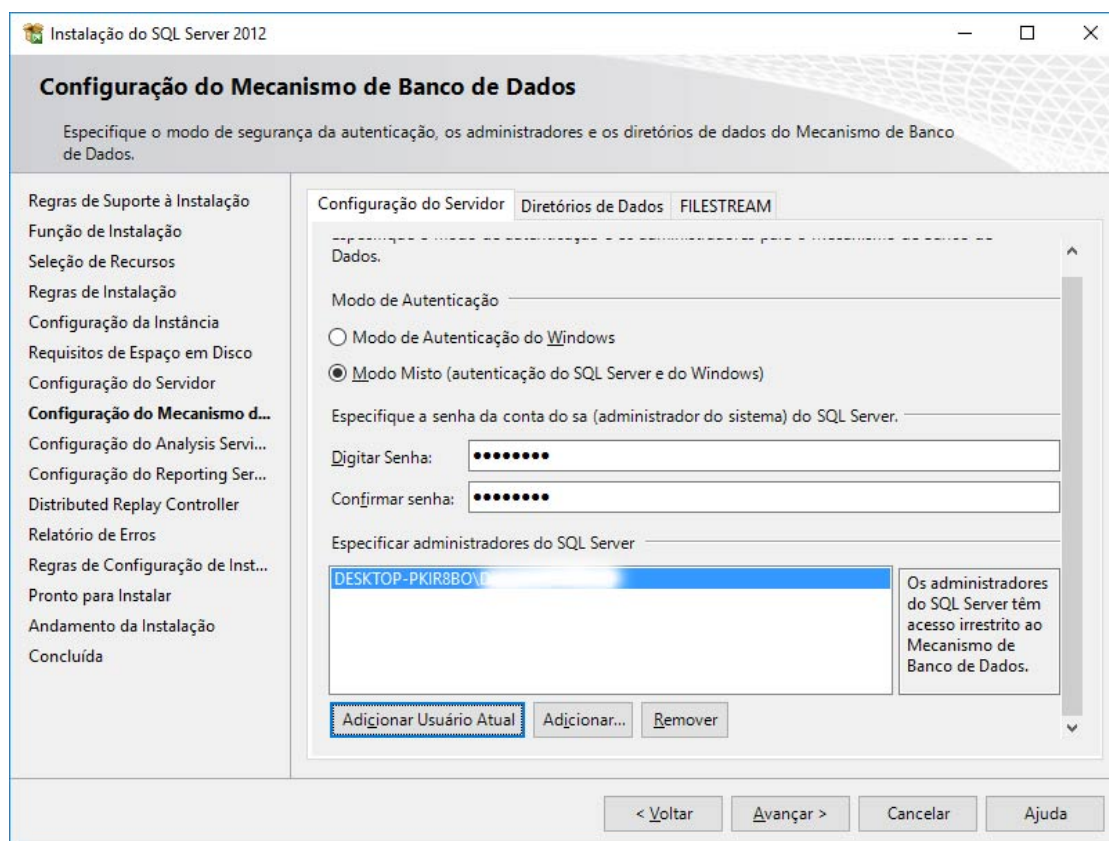 Instalação do SQL Server 2012
Configuração do Mecanismo de Banco de Dados
Especifique o modo de segurança da autenticação, os administradores e os diretórios de dados do Mecanismo de Banco
de Dados.
Regras de Suporte à Instalação
Função de Instalação
Seleção de Recursos
Regras de Instalação
Configuração da Instância
Requisitos de Espaço em Disco
Configuração do Servidor
Configuração do Mecanismo d...
Configuração do Analysis Servi...
Configuração do Reporting Ser...
Distributed Replay Controller
Relatório de Erros
Regras de Configuração de Inst...
Pronto para Instalar
Andamento da Instalação
Concluída
Configuração do Servidor
Diretórios de Dados
FILESTREAM
Dados.
Modo de Autenticação
Modo de Autenticação do Windows
Modo Misto (autenticação do SQL Server e do Windows)
Especifique a senha da conta do sa (administrador do sistema) do SQL Server.
Digitar Senha: ●●●●●●●●
Confirmar senha: ●●●●●●●●
Especificar administradores do SQL Server
DESKTOP-PKIR8BO\
Os administradores
do SQL Server têm
acesso irrestrito ao
Mecanismo de
Banco de Dados.
Adicionar Usuário Atual
Adicionar...
Remover
< Voltar
Avançar >
Cancelar
Ajuda